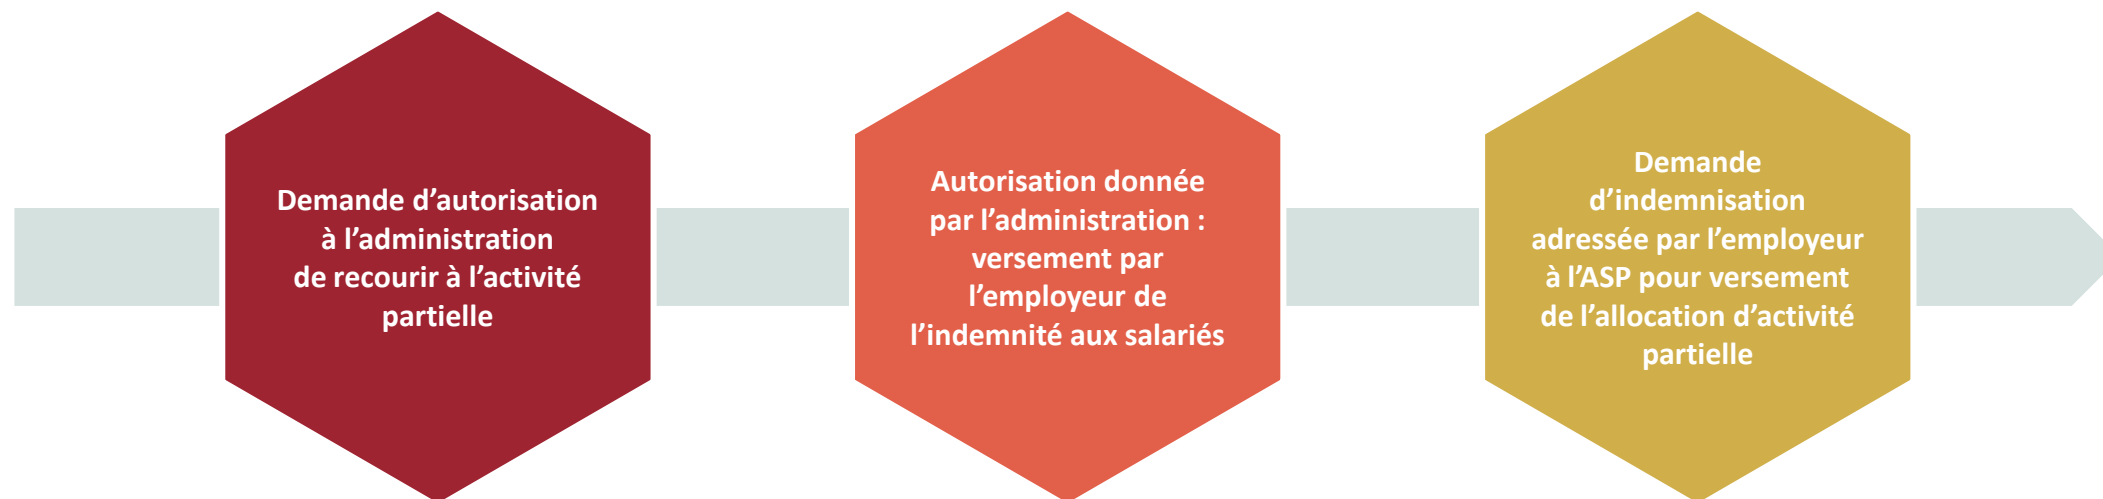 Demande d’autorisation
à l’administration
de recourir à l’activité
partielle
Autorisation donnée
par l’administration :
versement par
l’employeur de
l’indemnité aux salariés
Demande
d’indemnisation
adressée par l’employeur
à l’ASP pour versement
de l’allocation d’activité
partielle